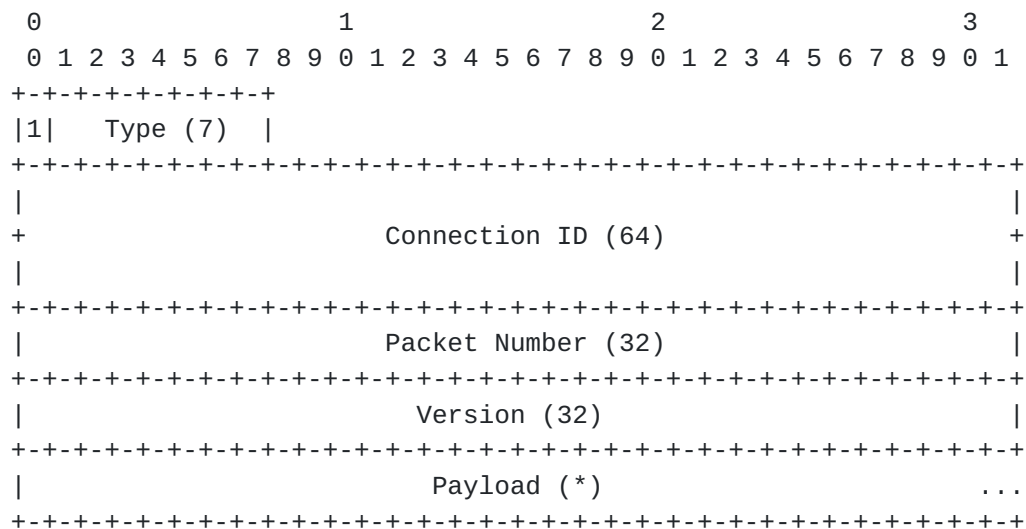 0                   1                   2                   3
 0 1 2 3 4 5 6 7 8 9 0 1 2 3 4 5 6 7 8 9 0 1 2 3 4 5 6 7 8 9 0 1
+-+-+-+-+-+-+-+-+
|1|   Type (7)  |
+-+-+-+-+-+-+-+-+-+-+-+-+-+-+-+-+-+-+-+-+-+-+-+-+-+-+-+-+-+-+-+-+
|                                                               |
+                       Connection ID (64)                      +
|                                                               |
+-+-+-+-+-+-+-+-+-+-+-+-+-+-+-+-+-+-+-+-+-+-+-+-+-+-+-+-+-+-+-+-+
|                       Packet Number (32)                      |
+-+-+-+-+-+-+-+-+-+-+-+-+-+-+-+-+-+-+-+-+-+-+-+-+-+-+-+-+-+-+-+-+
|                         Version (32)                          |
+-+-+-+-+-+-+-+-+-+-+-+-+-+-+-+-+-+-+-+-+-+-+-+-+-+-+-+-+-+-+-+-+
|                          Payload (*)                        ...
+-+-+-+-+-+-+-+-+-+-+-+-+-+-+-+-+-+-+-+-+-+-+-+-+-+-+-+-+-+-+-+-+